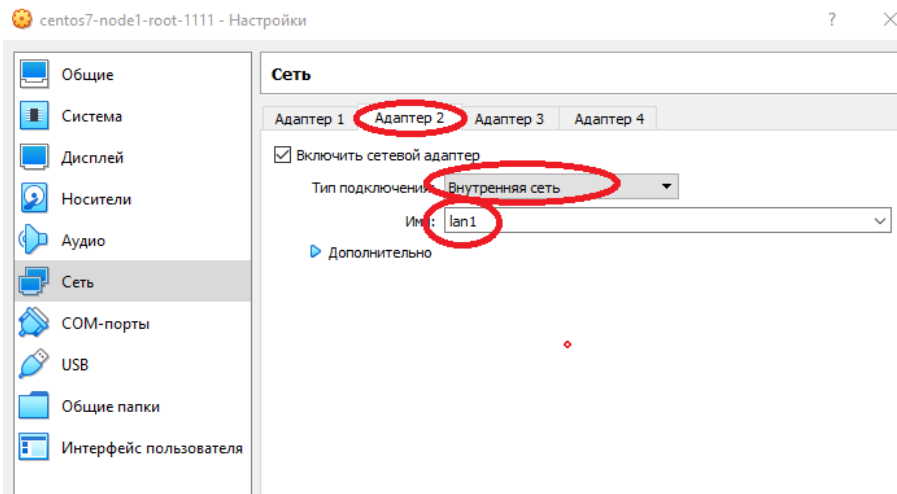 centos7-node1-root-1111 - Настройки ?
Общие
Система
Дисплей
Носители
Аудио
Сеть
COM-порты
USB
Общие папки
Интерфейс пользователя
Сеть
Адаптер 1 Адаптер 2 Адаптер 3 Адаптер 4
Включить сетевой адаптер
Тип подключения: Внутренняя сеть
Имя: lan1
Дополнительно